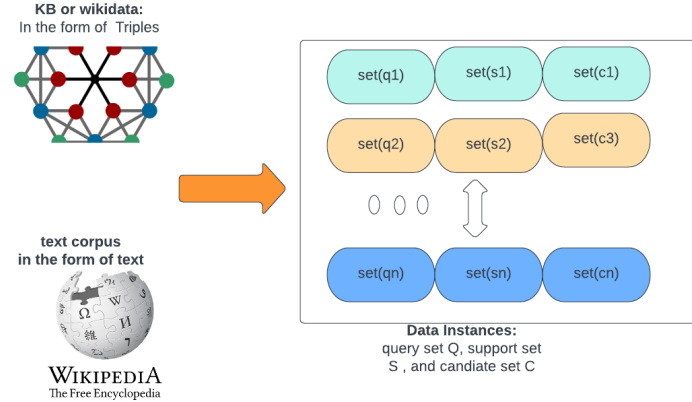 KB or wikidata:
In the form of Triples
set(q1) set(s1) set(c1)
set(q2) set(s2) set(c3)
text corpus
in the form of text
Ω W
維 И
set(qn) set(sn) set(cn)
WIKIPEDIA
The Free Encyclopedia
Data Instances:
query set Q, support set
S , and candiate set C